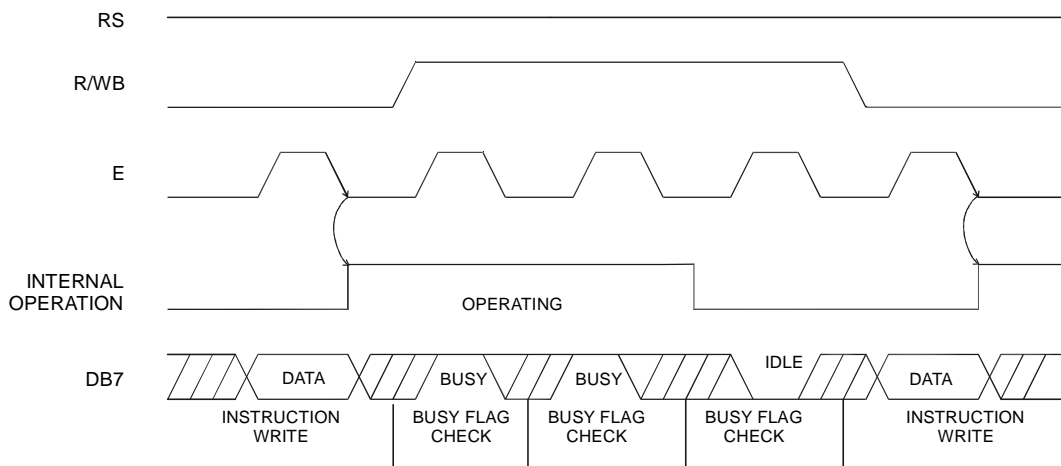 RS
R/WB
E
INTERNAL
OPERATION
OPERATING
DB7
DATA
BUSY
BUSY
IDLE
DATA
INSTRUCTION
WRITE
BUSY FLAG
CHECK
BUSY FLAG
CHECK
BUSY FLAG
CHECK
INSTRUCTION
WRITE